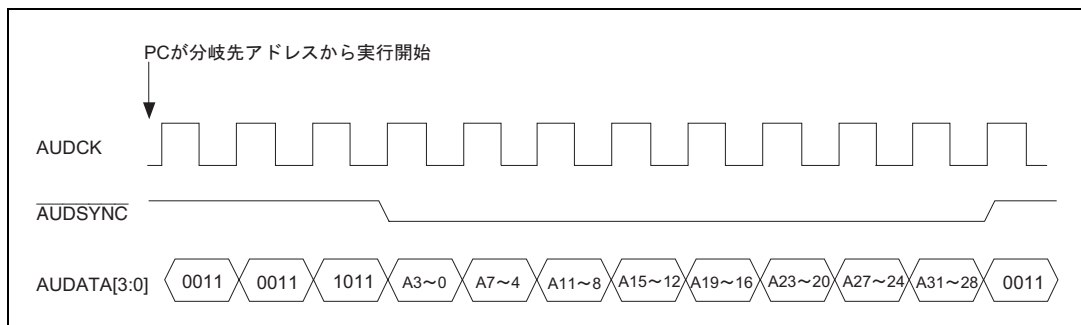 PCが分岐先アドレスから実行開始
AUDCK
AUDSYNC
AUDATA[3:0] 0011 0011 1011 A3～0 A7～4 A11～8 A15～12 A19～16 A23～20 A27～24 A31～28 0011